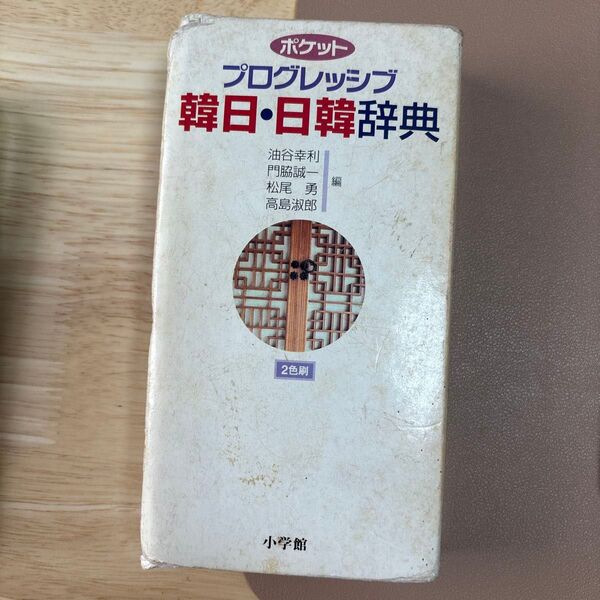 ポケット
プログレッシブ
韓日・日韓辞典
油谷幸利
門脇誠一
松尾 勇
高島淑郎
編
2色刷
小学館